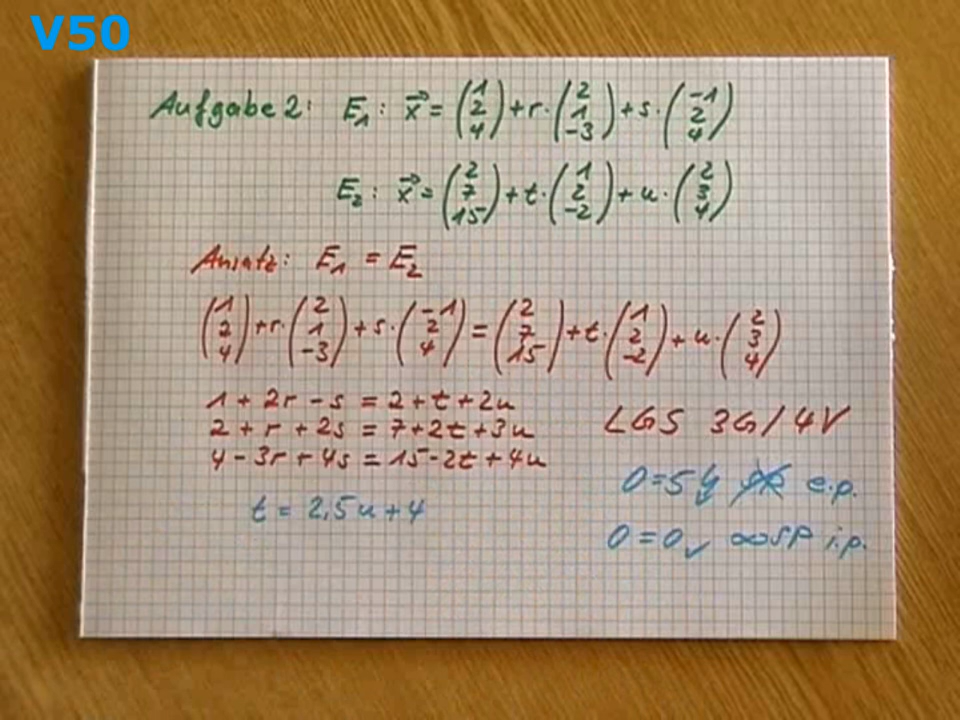 V50
Aufgabe 2: E₁: x⃗ = (1 2 4) + r · (2 1 -3) + s · (-1 2 4)
E₂: x⃗ = (2 7 15) + t · (1 2 -2) + u · (2 3 4)
Ansatz: E₁ = E₂
(1 2 4) + r · (2 1 -3) + s · (-1 2 4) = (2 7 15) + t · (1 2 -2) + u · (2 3 4)
1 + 2r - s = 2 + t + 2u
2 + r + 2s = 7 + 2t + 3u
4 - 3r + 4s = 15 - 2t + 4u
LGS 3G/4V
t = 2,5u + 4
0=5 e.p.
0=0 ✓ ∞SP i.p.